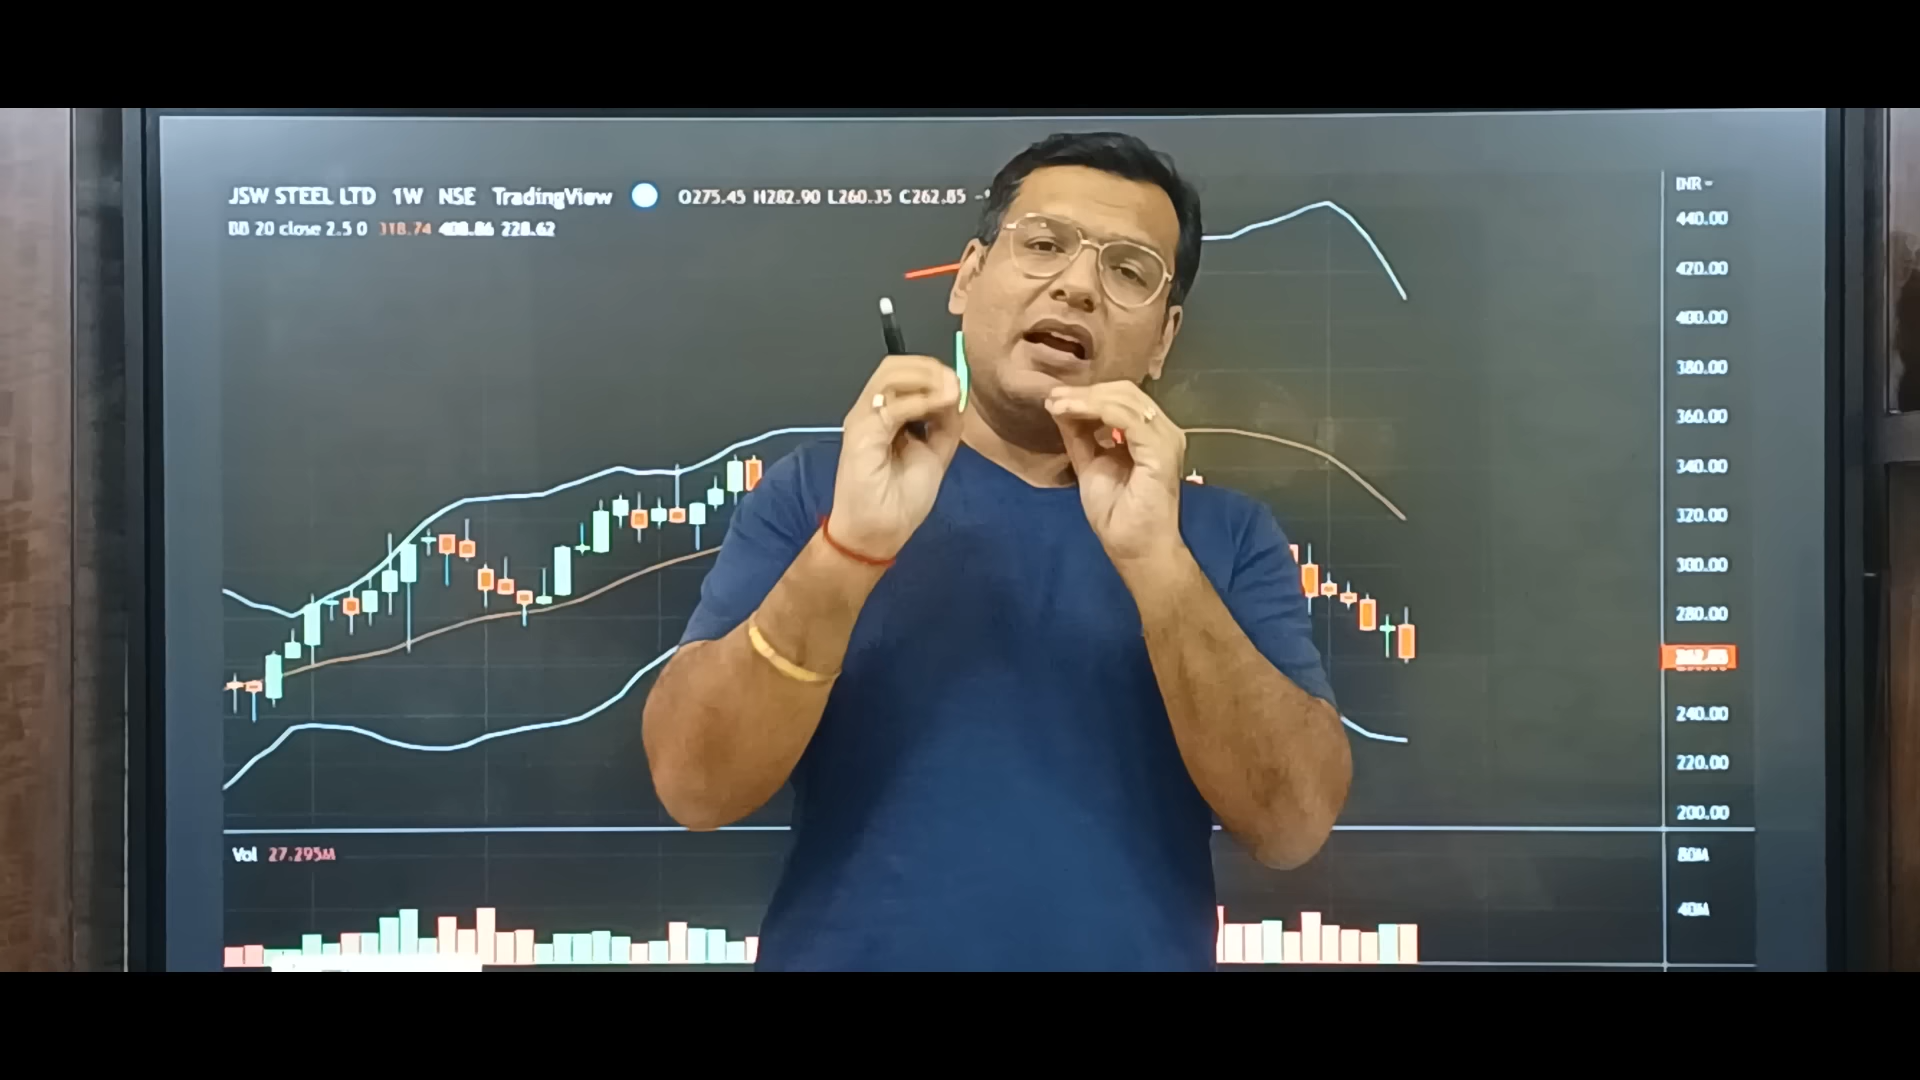 JSW STEEL LTD 1W NSE TradingView O275.45 H282.90 L260.35 C262.85
BB 20 close 2.5 0 318.74 408.86 228.62
INR
440.00
420.00
400.00
380.00
360.00
340.00
320.00
300.00
280.00
262.85
240.00
220.00
200.00
Vol 27.295M
80M
40M